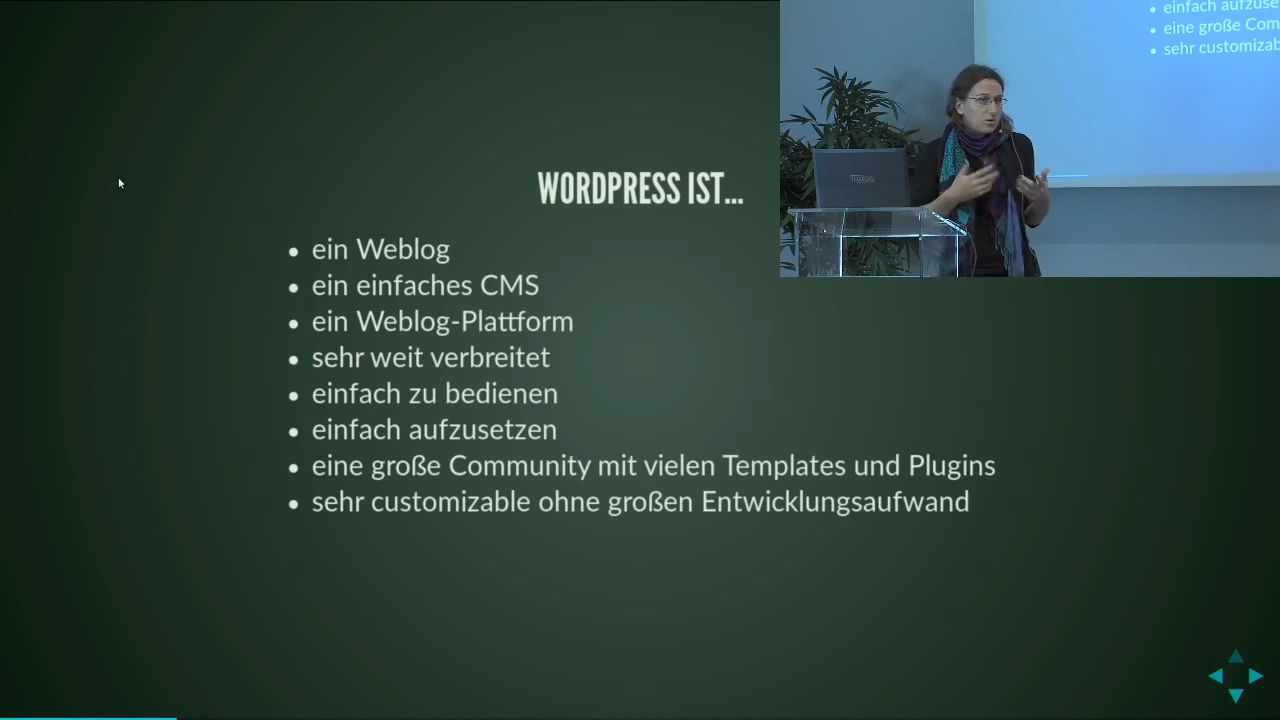 WORDPRESS IST...
• ein Weblog
• ein einfaches CMS
• ein Weblog-Plattform
• sehr weit verbreitet
• einfach zu bedienen
• einfach aufzusetzen
• eine große Community mit vielen Templates und Plugins
• sehr customizable ohne großen Entwicklungsaufwand
• einfach aufzuse
• eine große Com
• sehr customizab